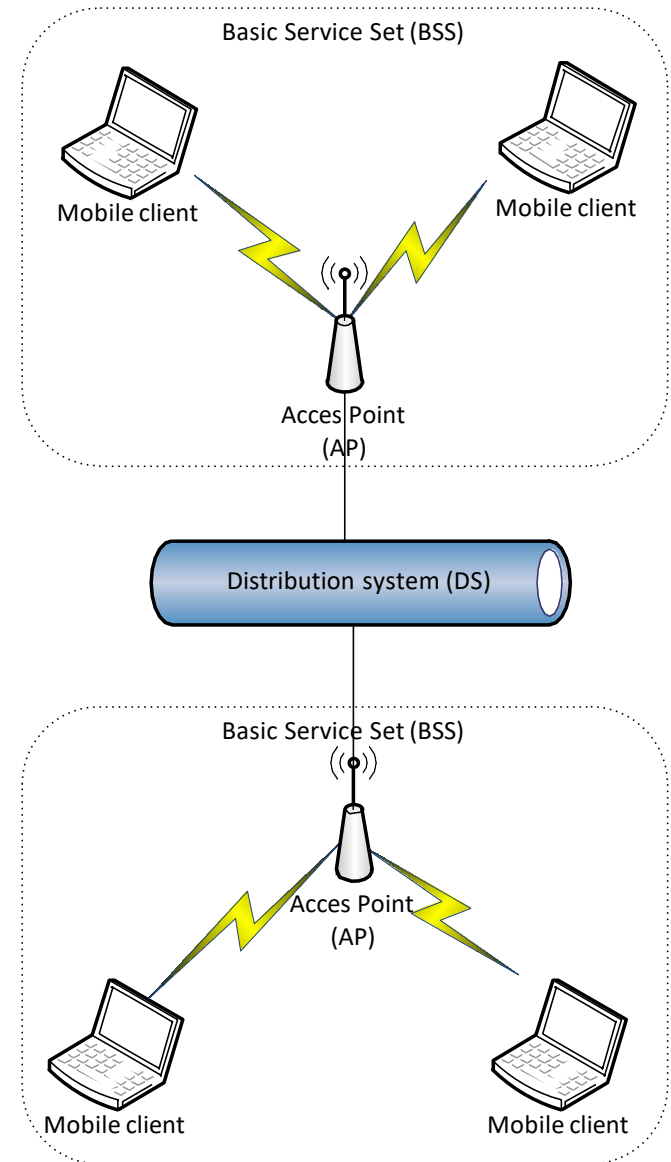 Basic Service Set (BSS)
Mobile client
Mobile client
Acces Point
(AP)
Distribution system (DS)
Basic Service Set (BSS)
Acces Point
(AP)
Mobile client
Mobile client